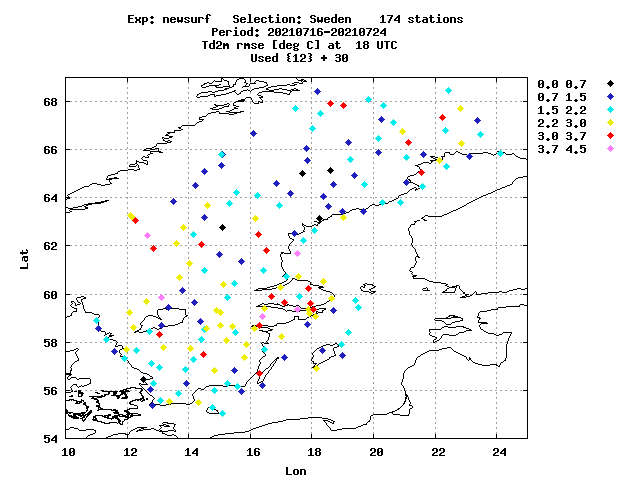 Exp: newsurf Selection: Sweden 174 stations
Period: 20210716-20210724
Td2m rmse [deg C] at 18 UTC
Used {12} + 30
0.0 0.7
0.7 1.5
1.5 2.2
2.2 3.0
3.0 3.7
3.7 4.5
68
66
64
62
60
58
56
54
Lat
10 12 14 16 18 20 22 24
Lon